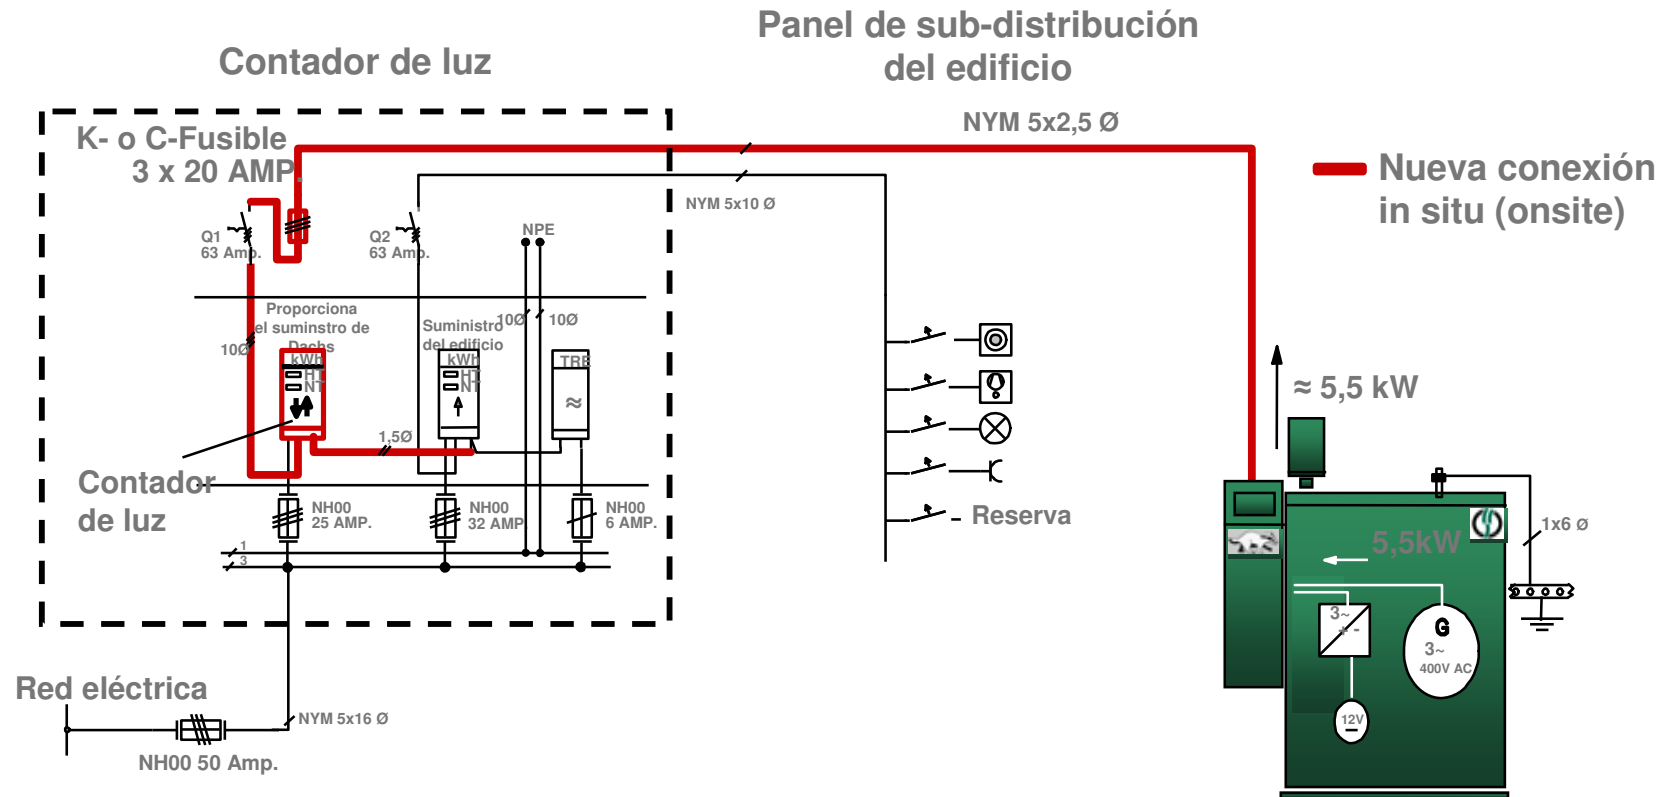 Panel de sub-distribución
del edificio
Contador de luz
NYM 5x2,5 Ø
K- o C-Fusible
3 x 20 AMP.
Nueva conexión
in situ (onsite)
NYM 5x10 Ø
Q1
63 Amp.
Q2
63 Amp.
NPE
Proporciona
el suminstro de
Dachs
kWh
HT
NT
10Ø
Suministro
del edificio
kWh
HT
NT
10Ø
10Ø
TRE
≈
1,5Ø
≈ 5,5 kW
Contador
de luz
NH00
25 AMP.
NH00
32 AMP
NH00
6 AMP.
1
3
Reserva
5,5kW
1x6 Ø
3~
+ -
G
3~
400V AC
12V
Red eléctrica
NYM 5x16 Ø
NH00 50 Amp.